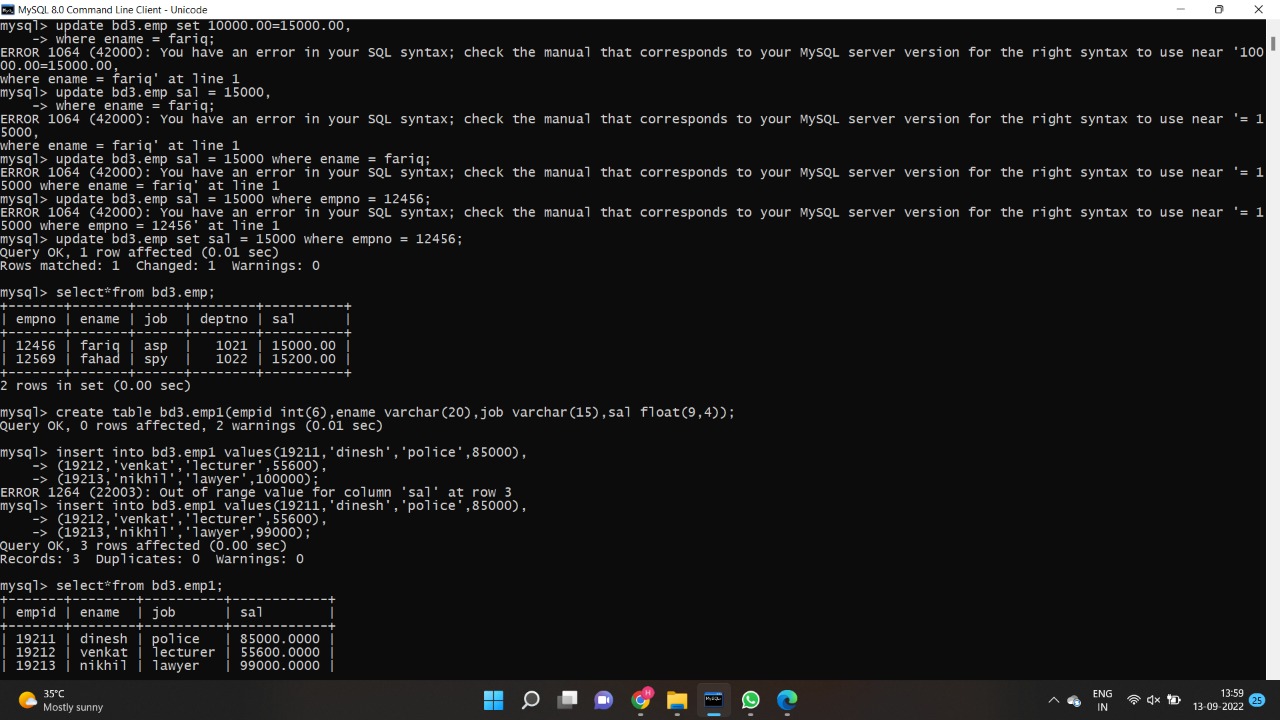 MySQL 8.0 Command Line Client - Unicode
mysql> update bd3.emp set 10000.00=15000.00,
    -> where ename = fariq;
ERROR 1064 (42000): You have an error in your SQL syntax; check the manual that corresponds to your MySQL server version for the right syntax to use near '100
00.00=15000.00,
where ename = fariq' at line 1
mysql> update bd3.emp sal = 15000,
    -> where ename = fariq;
ERROR 1064 (42000): You have an error in your SQL syntax; check the manual that corresponds to your MySQL server version for the right syntax to use near '= 1
5000,
where ename = fariq' at line 1
mysql> update bd3.emp sal = 15000 where ename = fariq;
ERROR 1064 (42000): You have an error in your SQL syntax; check the manual that corresponds to your MySQL server version for the right syntax to use near '= 1
5000 where ename = fariq' at line 1
mysql> update bd3.emp sal = 15000 where empno = 12456;
ERROR 1064 (42000): You have an error in your SQL syntax; check the manual that corresponds to your MySQL server version for the right syntax to use near '= 1
5000 where empno = 12456' at line 1
mysql> update bd3.emp set sal = 15000 where empno = 12456;
Query OK, 1 row affected (0.01 sec)
Rows matched: 1  Changed: 1  Warnings: 0
mysql> select*from bd3.emp;
+-------+-------+------+--------+----------+
| empno | ename | job  | deptno | sal      |
+-------+-------+------+--------+----------+
| 12456 | fariq | asp  |   1021 | 15000.00 |
| 12569 | fahad | spy  |   1022 | 15200.00 |
+-------+-------+------+--------+----------+
2 rows in set (0.00 sec)
mysql> create table bd3.emp1(empid int(6),ename varchar(20),job varchar(15),sal float(9,4));
Query OK, 0 rows affected, 2 warnings (0.01 sec)
mysql> insert into bd3.emp1 values(19211,'dinesh','police',85000),
    -> (19212,'venkat','lecturer',55600),
    -> (19213,'nikhil','lawyer',100000);
ERROR 1264 (22003): Out of range value for column 'sal' at row 3
mysql> insert into bd3.emp1 values(19211,'dinesh','police',85000),
    -> (19212,'venkat','lecturer',55600),
    -> (19213,'nikhil','lawyer',99000);
Query OK, 3 rows affected (0.00 sec)
Records: 3  Duplicates: 0  Warnings: 0
mysql> select*from bd3.emp1;
+-------+--------+----------+------------+
| empid | ename  | job      | sal        |
+-------+--------+----------+------------+
| 19211 | dinesh | police   | 85000.0000 |
| 19212 | venkat | lecturer | 55600.0000 |
| 19213 | nikhil | lawyer   | 99000.0000 |
35°C
Mostly sunny
H
MySQL
ENG
IN
13:59
13-09-2022
25